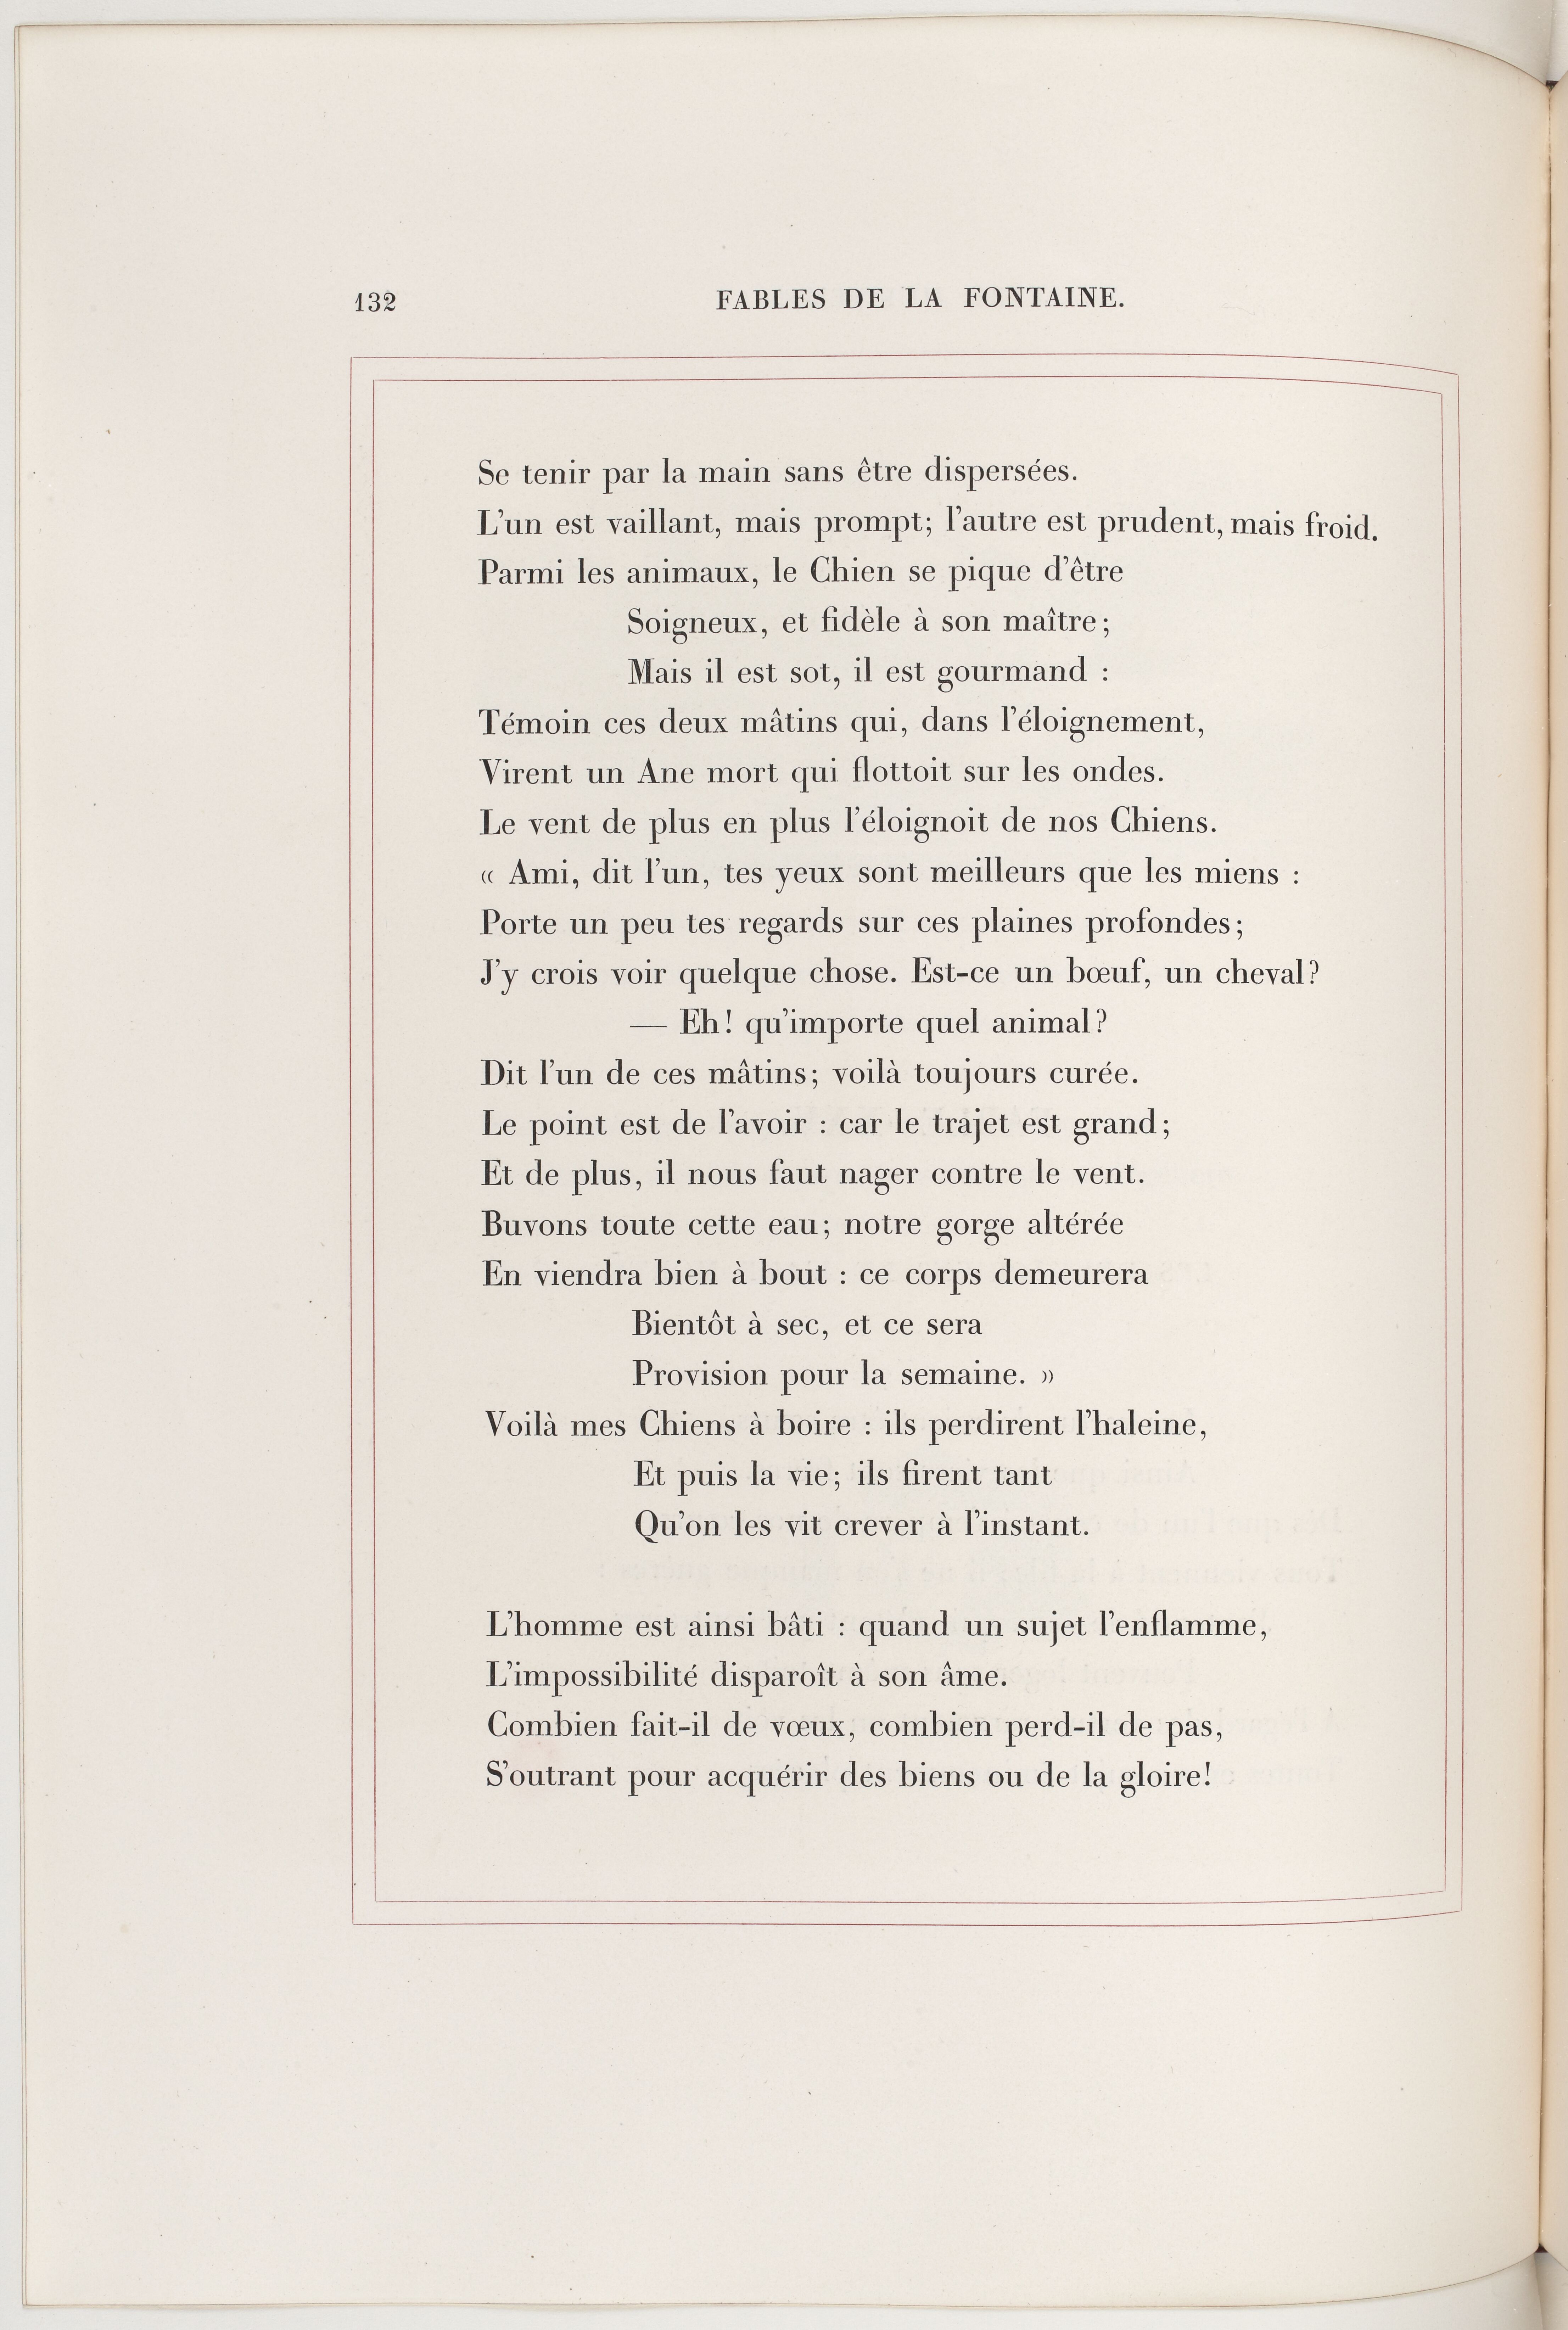 132
FABLES DE LA FONTAINE.
Se tenir par la main sans être dispersées.
L'un est vaillant, mais prompt; l'autre est prudent, mais froid.
Parmi les animaux, le Chien se pique d'être
Soigneux, et fidèle à son maître;
Mais il est sot, il est gourmand :
Témoin ces deux mâtins qui, dans l'éloignement,
Virent un Ane mort qui flottoit sur les ondes.
Le vent de plus en plus l'éloignoit de nos Chiens.
« Ami, dit l'un, tes yeux sont meilleurs que les miens :
Porte un peu tes regards sur ces plaines profondes;
J'y crois voir quelque chose. Est-ce un bœuf, un cheval?
— Eh! qu'importe quel animal?
Dit l'un de ces mâtins; voilà toujours curée.
Le point est de l'avoir : car le trajet est grand;
Et de plus, il nous faut nager contre le vent.
Buvons toute cette eau; notre gorge altérée
En viendra bien à bout : ce corps demeurera
Bientôt à sec, et ce sera
Provision pour la semaine. »
Voilà mes Chiens à boire : ils perdirent l'haleine,
Et puis la vie; ils firent tant
Qu'on les vit crever à l'instant.
L'homme est ainsi bâti : quand un sujet l'enflamme,
L'impossibilité disparoît à son âme.
Combien fait-il de vœux, combien perd-il de pas,
S'outrant pour acquérir des biens ou de la gloire!